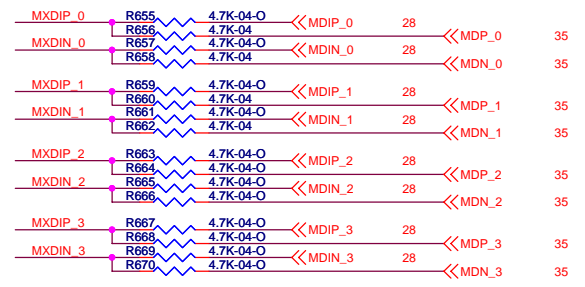 MXDIP_0 R655 4.7K-04-O MDIP_0 28
R656 4.7K-04 MDP_0 35
MXDIN_0 R657 4.7K-04-O MDIN_0 28
R658 4.7K-04 MDN_0 35
MXDIP_1 R659 4.7K-04-O MDIP_1 28
R660 4.7K-04 MDP_1 35
MXDIN_1 R661 4.7K-04-O MDIN_1 28
R662 4.7K-04 MDN_1 35
MXDIP_2 R663 4.7K-04-O MDIP_2 28
R664 4.7K-04-O MDP_2 35
MXDIN_2 R665 4.7K-04-O MDIN_2 28
R666 4.7K-04-O MDN_2 35
MXDIP_3 R667 4.7K-04-O MDIP_3 28
R668 4.7K-04-O MDP_3 35
MXDIN_3 R669 4.7K-04-O MDIN_3 28
R670 4.7K-04-O MDN_3 35